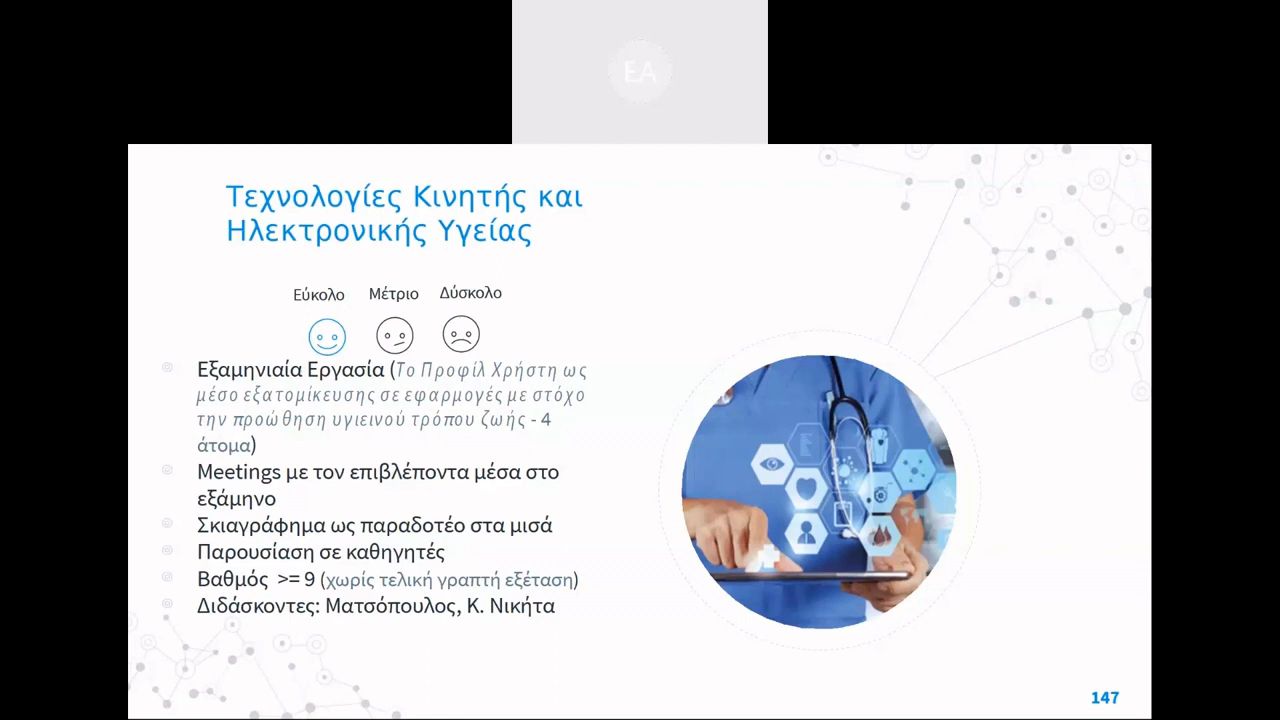 EA
Τεχνολογίες Κινητής και
Ηλεκτρονικής Υγείας
Εύκολο Μέτριο Δύσκολο
Εξαμηνιαία Εργασία (Το Προφίλ Χρήστη ως
μέσο εξατομίκευσης σε εφαρμογές με στόχο
την προώθηση υγιεινού τρόπου ζωής - 4
άτομα)
Meetings με τον επιβλέποντα μέσα στο
εξάμηνο
Σκιαγράφημα ως παραδοτέο στα μισά
Παρουσίαση σε καθηγητές
Βαθμός >= 9 (χωρίς τελική γραπτή εξέταση)
Διδάσκοντες: Ματσόπουλος, Κ. Νικήτα
147